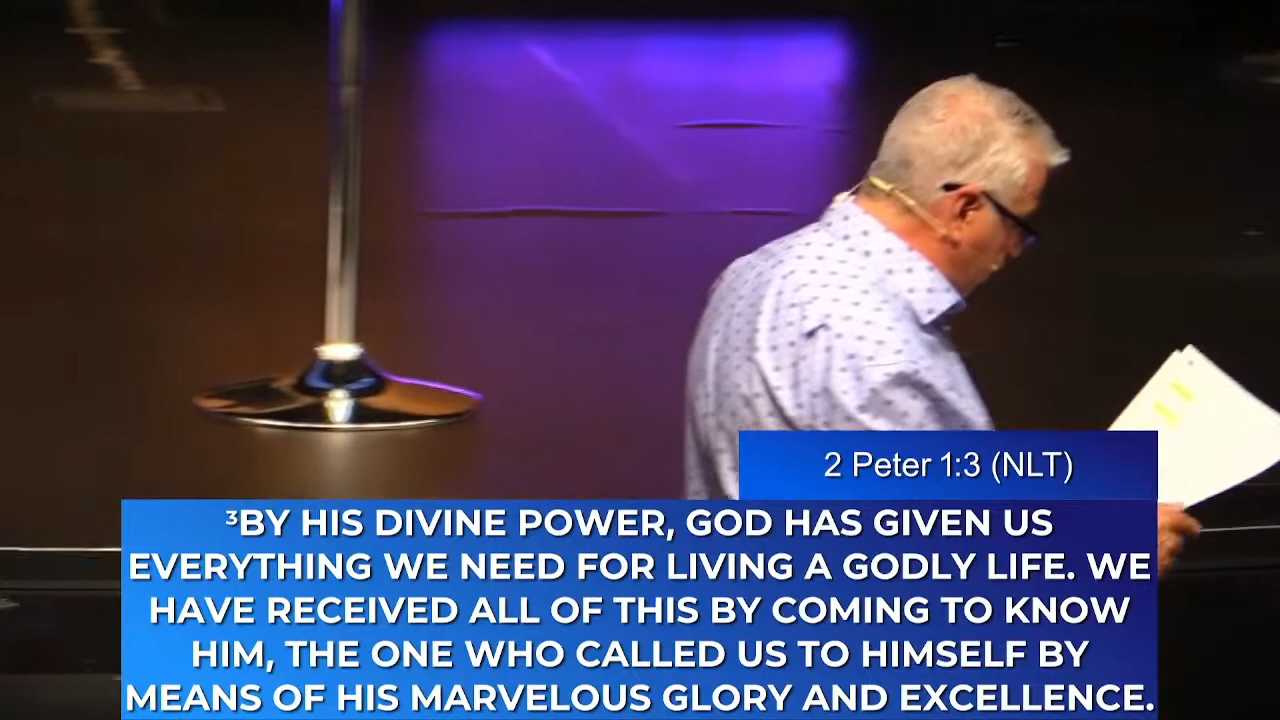 2 Peter 1:3 (NLT)
³BY HIS DIVINE POWER, GOD HAS GIVEN US
EVERYTHING WE NEED FOR LIVING A GODLY LIFE. WE
HAVE RECEIVED ALL OF THIS BY COMING TO KNOW
HIM, THE ONE WHO CALLED US TO HIMSELF BY
MEANS OF HIS MARVELOUS GLORY AND EXCELLENCE.